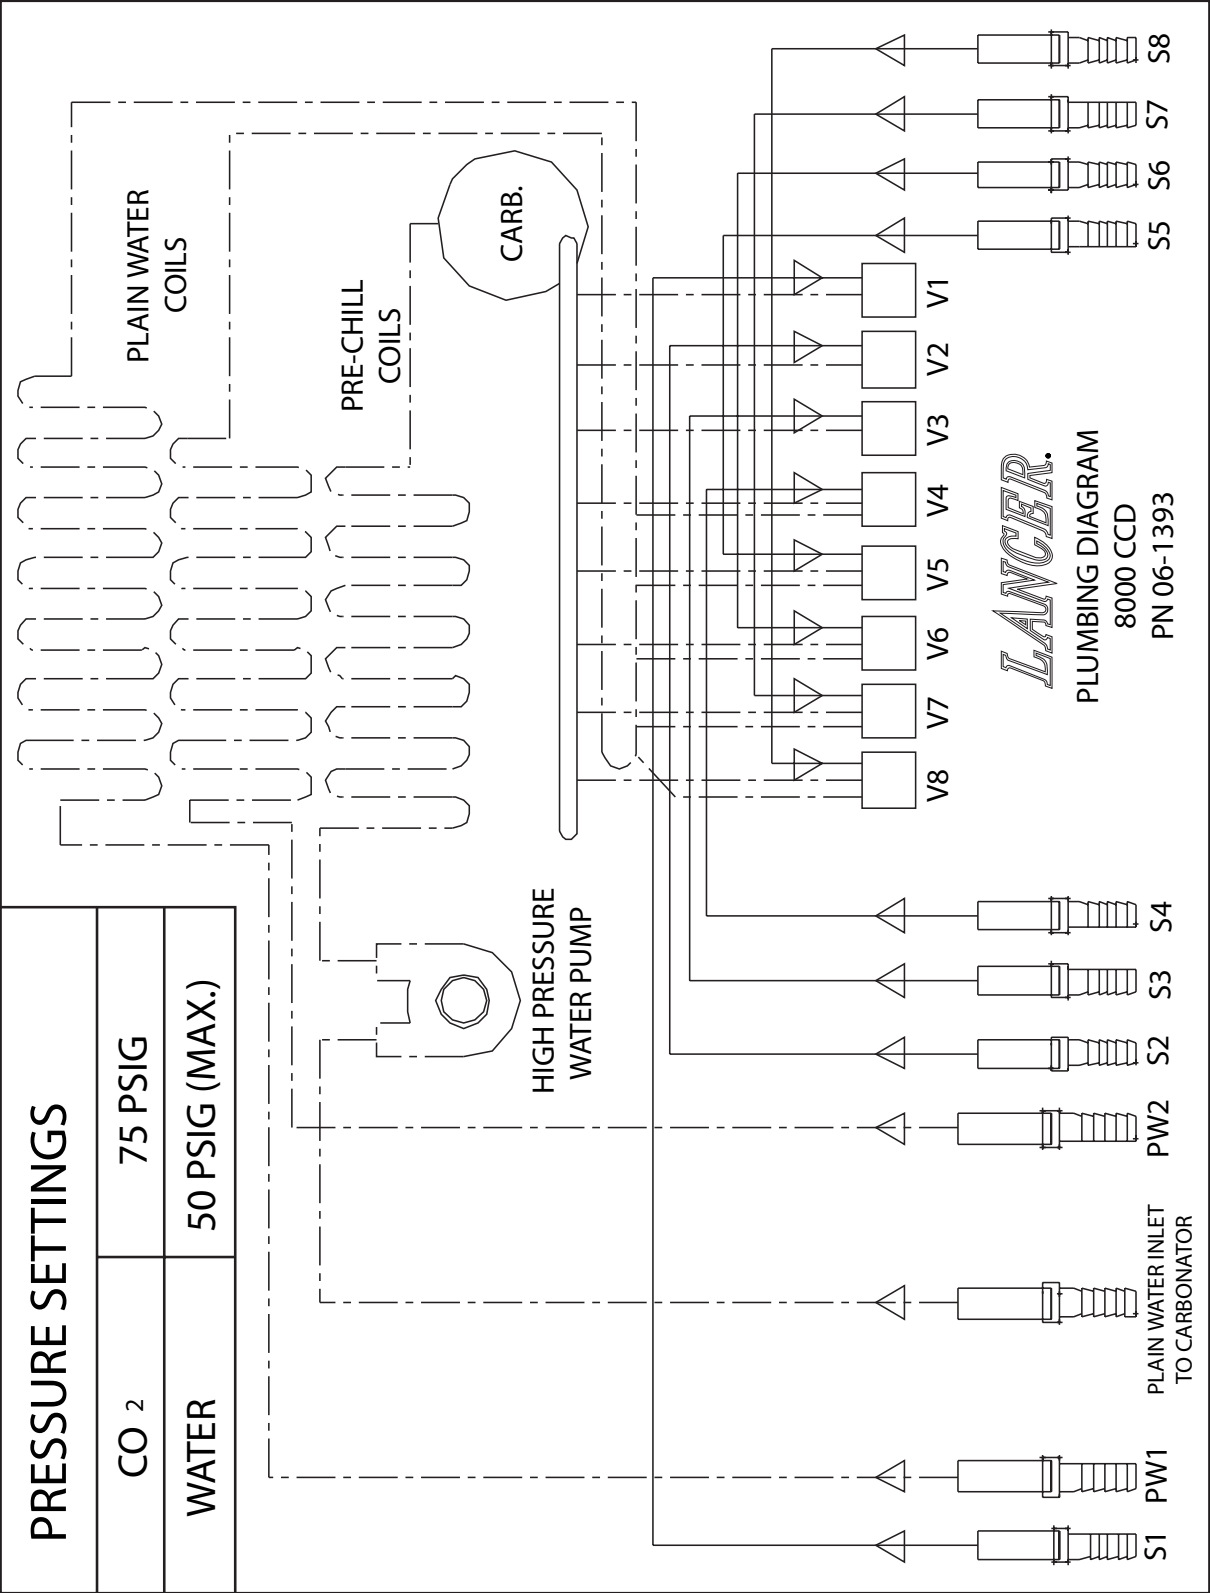 PRESSURE SETTINGS
CO 2
75 PSIG
WATER
50 PSIG (MAX.)
PLAIN WATER
COILS
PRE-CHILL
COILS
CARB.
HIGH PRESSURE
WATER PUMP
V8
V7
V6
V5
V4
V3
V2
V1
S1
PW1
PLAIN WATER INLET
TO CARBONATOR
PW2
S2
S3
S4
S5
S6
S7
S8
LANCER.
PLUMBING DIAGRAM
8000 CCD
PN 06-1393